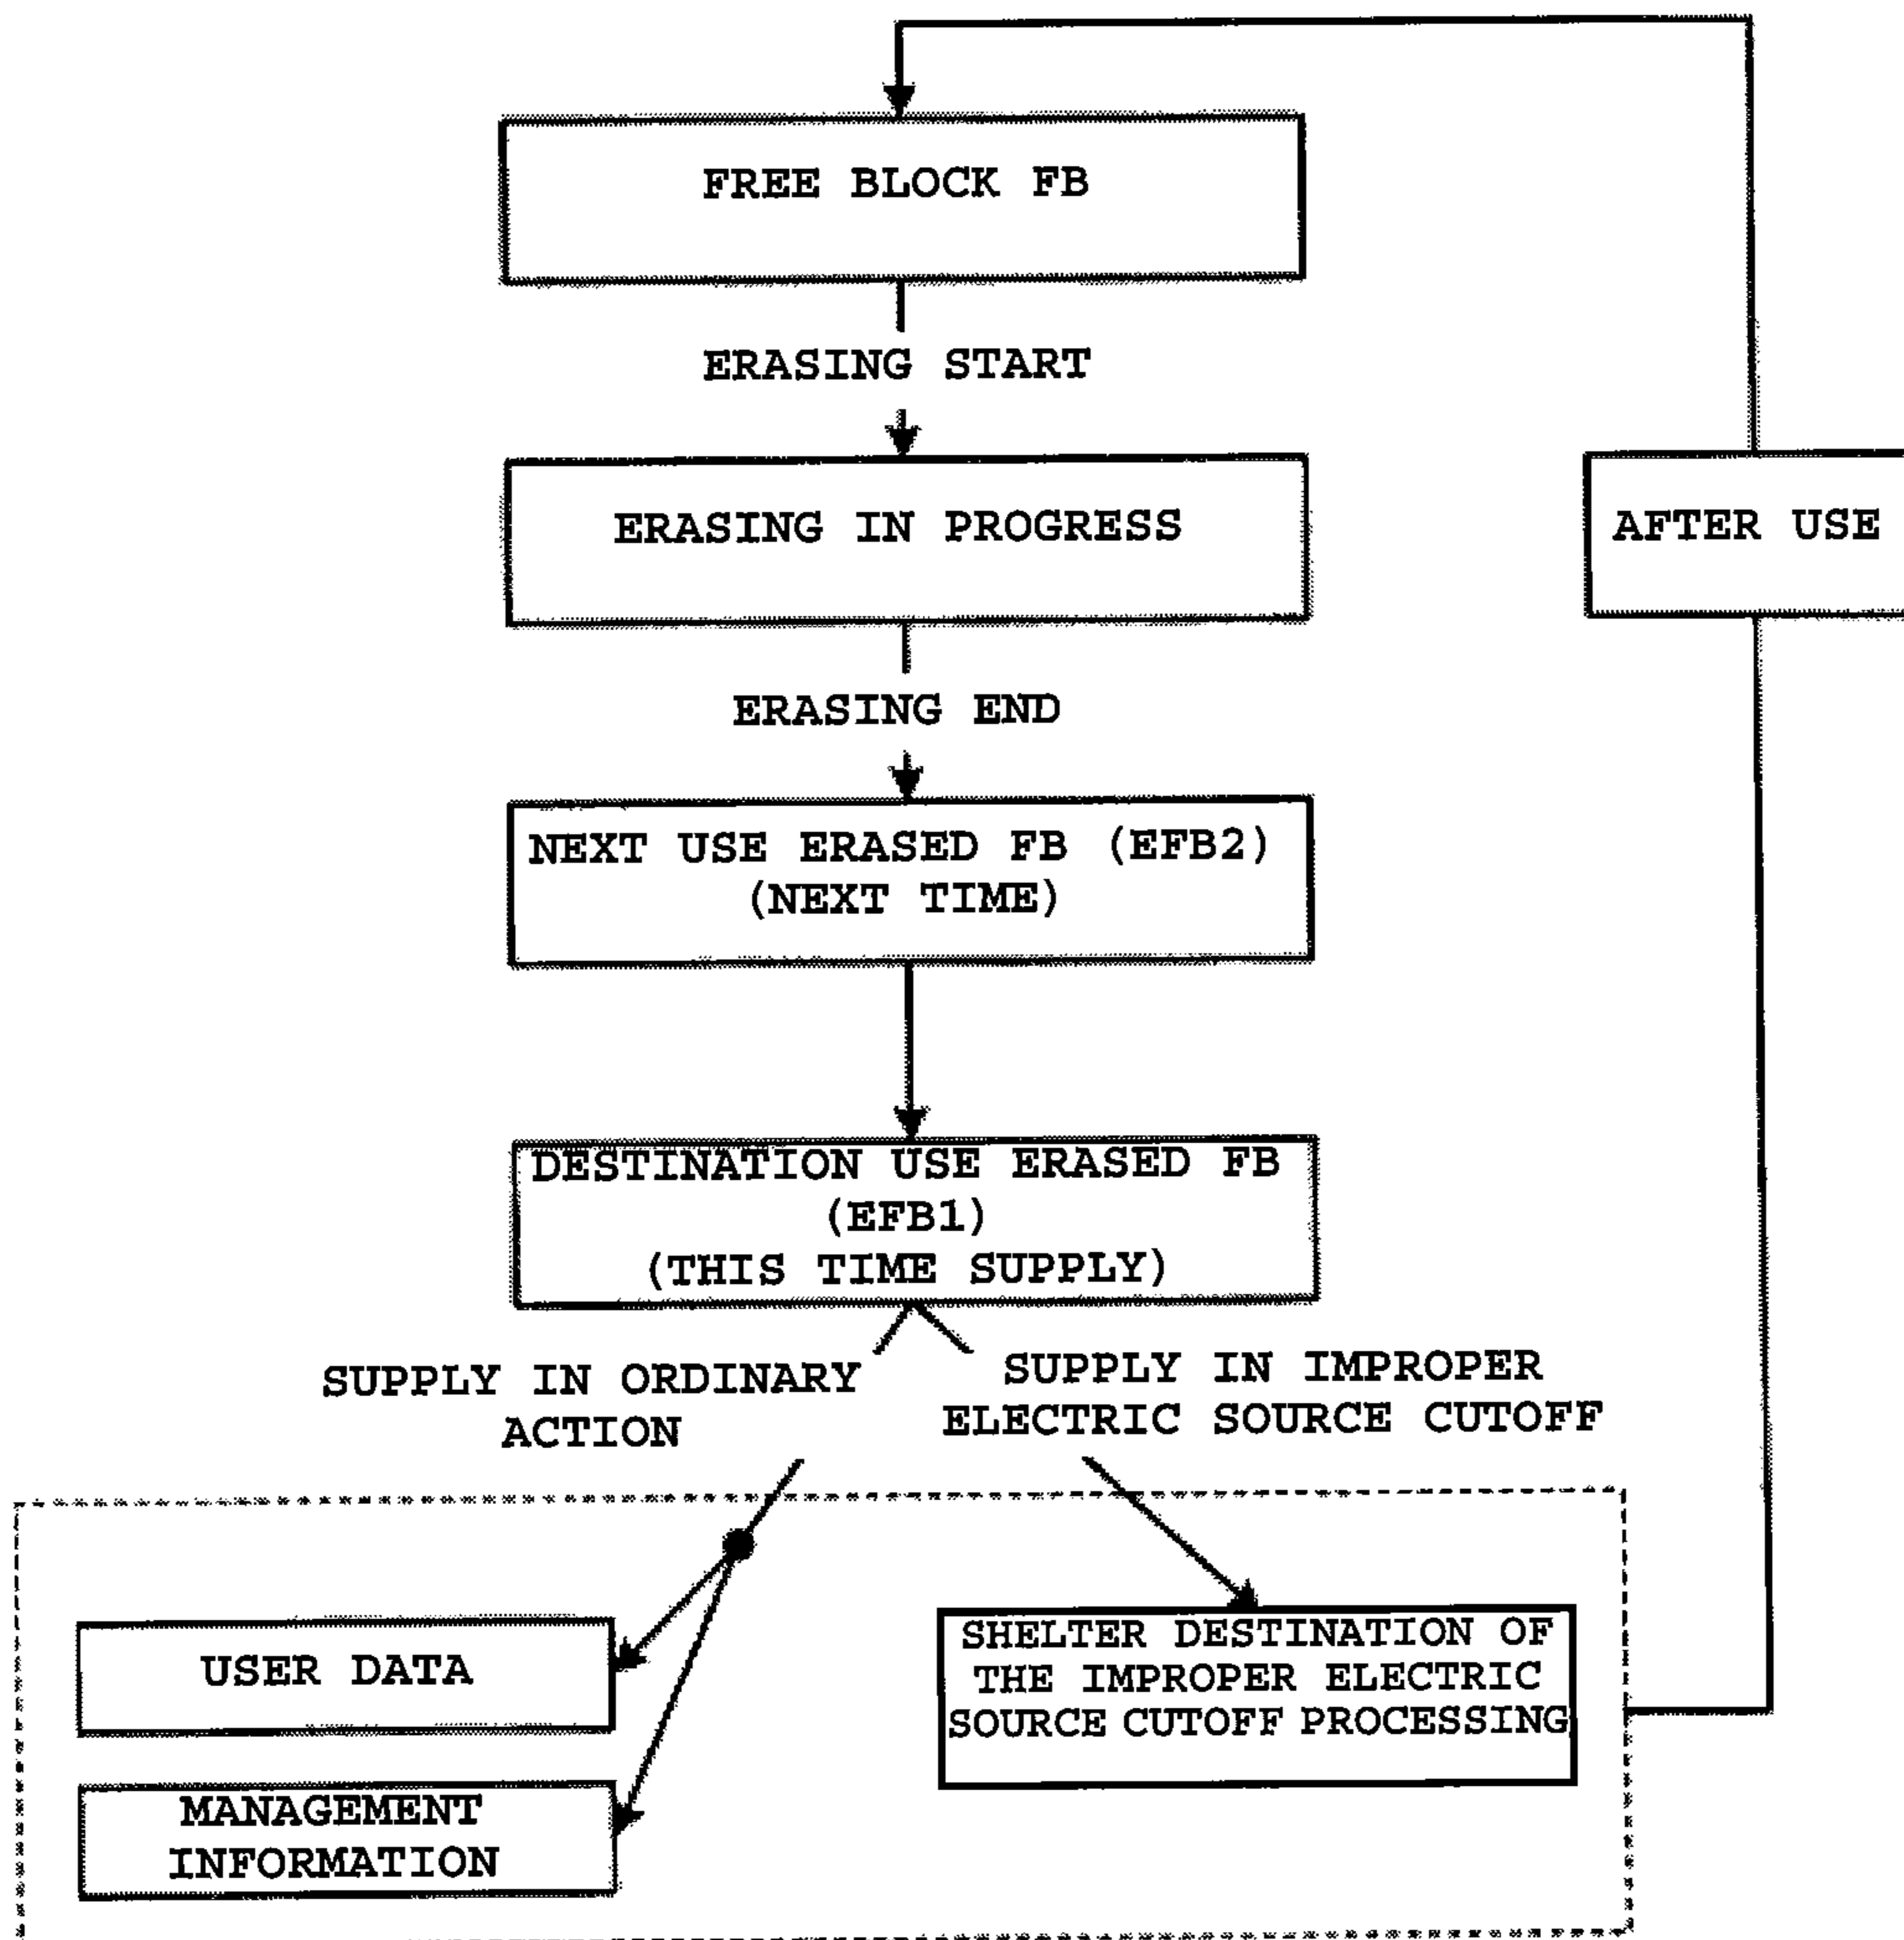 FREE BLOCK FB
ERASING START
ERASING IN PROGRESS
AFTER USE
ERASING END
NEXT USE ERASED FB (EFB2)
(NEXT TIME)
DESTINATION USE ERASED FB
(EFB1)
(THIS TIME SUPPLY)
SUPPLY IN ORDINARY
ACTION
SUPPLY IN IMPROPER
ELECTRIC SOURCE CUTOFF
USER DATA
MANAGEMENT
INFORMATION
SHELTER DESTINATION OF
THE IMPROPER ELECTRIC
SOURCE CUTOFF PROCESSING